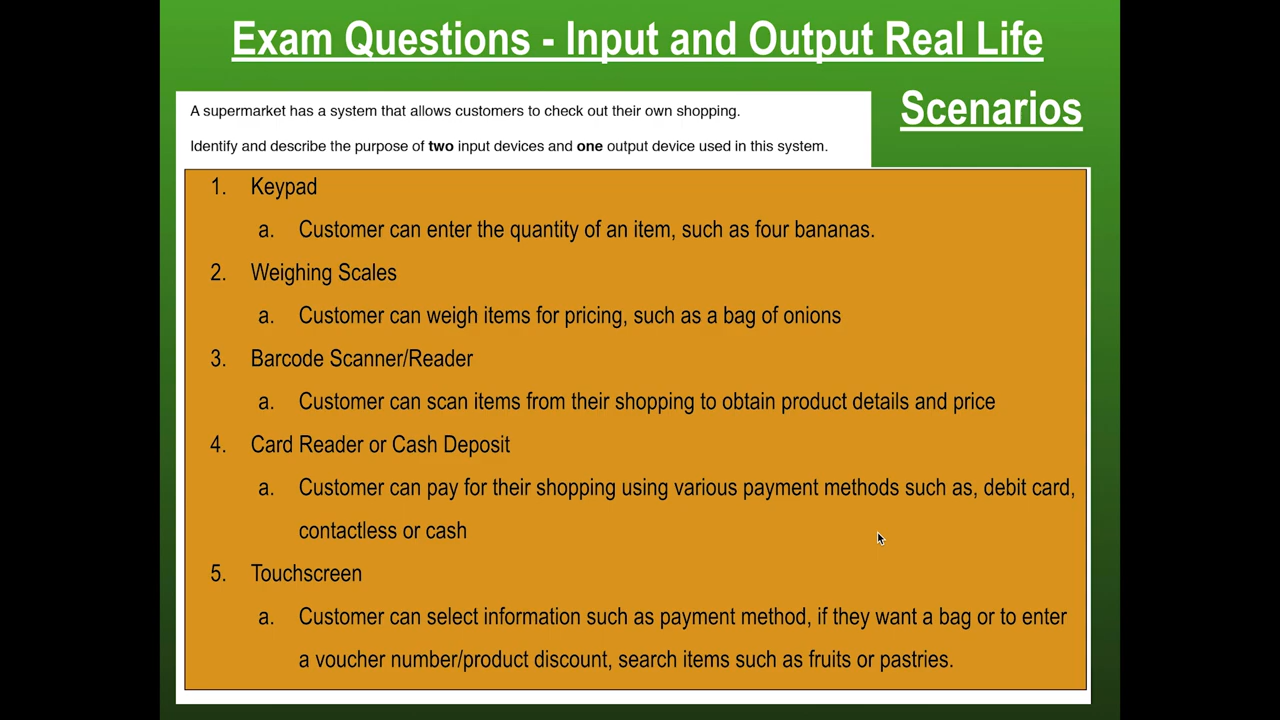 Exam Questions - Input and Output Real Life
Scenarios
A supermarket has a system that allows customers to check out their own shopping.
Identify and describe the purpose of two input devices and one output device used in this system.
1. Keypad
a. Customer can enter the quantity of an item, such as four bananas.
2. Weighing Scales
a. Customer can weigh items for pricing, such as a bag of onions
3. Barcode Scanner/Reader
a. Customer can scan items from their shopping to obtain product details and price
4. Card Reader or Cash Deposit
a. Customer can pay for their shopping using various payment methods such as, debit card,
contactless or cash
5. Touchscreen
a. Customer can select information such as payment method, if they want a bag or to enter
a voucher number/product discount, search items such as fruits or pastries.